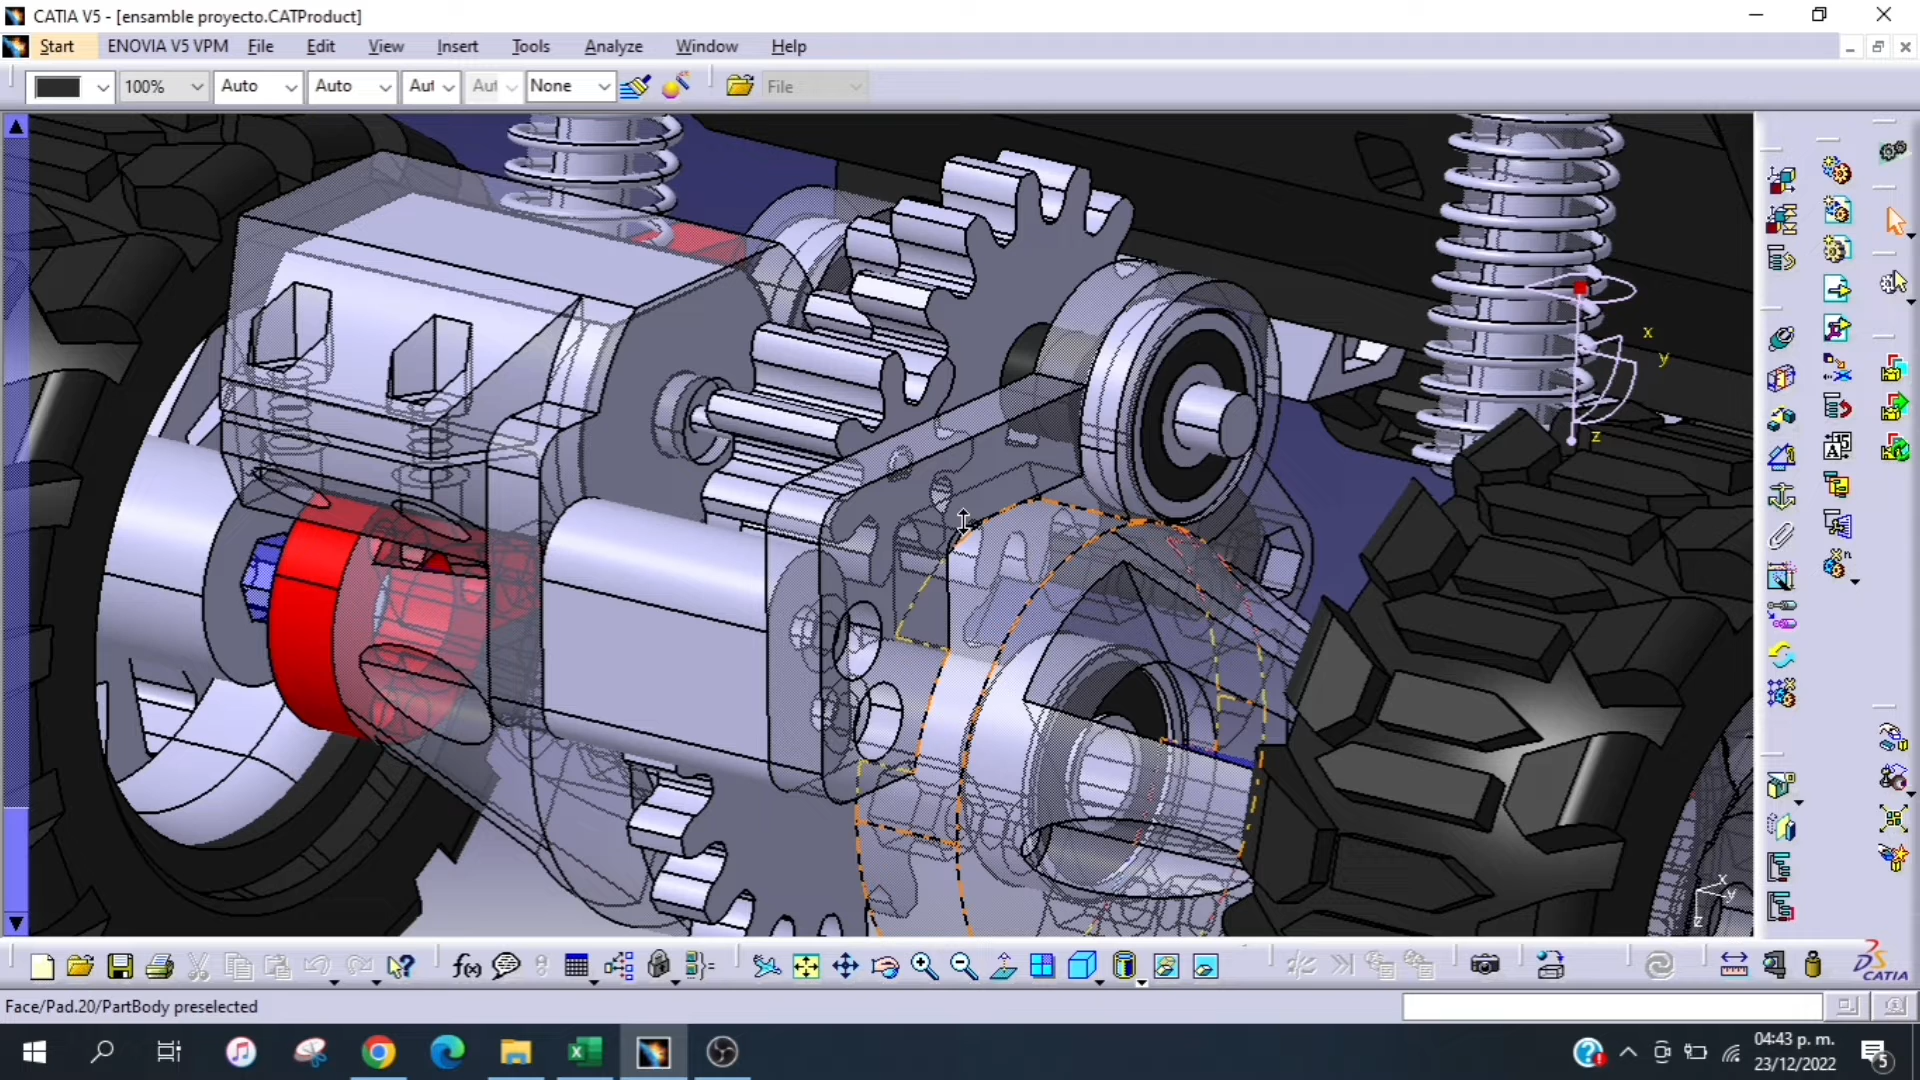 CATIA V5 - [ensamble proyecto.CATProduct]
Start ENOVIA V5 VPM File Edit View Insert Tools Analyze Window Help
100% Auto Auto Aut Aut None File
x
y
z
x
y
z
f(x)
CATIA
Face/Pad.20/PartBody preselected
04:43 p. m.
23/12/2022
5